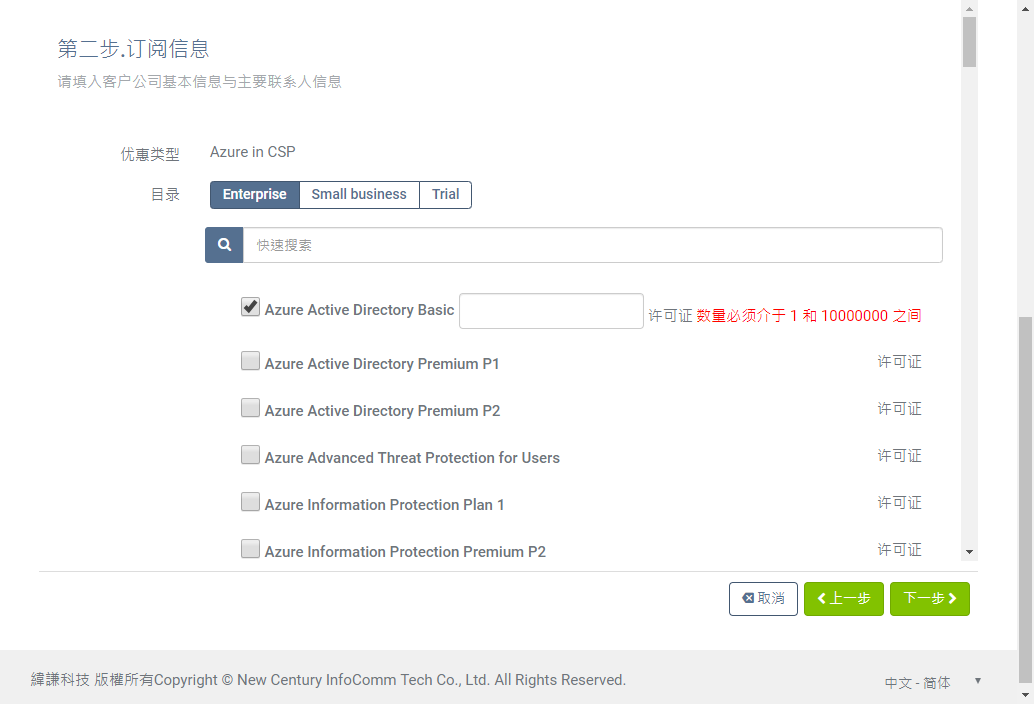 第二步.订阅信息
请填入客户公司基本信息与主要联系人信息
优惠类型 Azure in CSP
目录 Enterprise Small business Trial
快速搜索
Azure Active Directory Basic 许可证 数量必须介于 1 和 10000000 之间
Azure Active Directory Premium P1 许可证
Azure Active Directory Premium P2 许可证
Azure Advanced Threat Protection for Users 许可证
Azure Information Protection Plan 1 许可证
Azure Information Protection Premium P2 许可证
取消 上一步 下一步
緯謙科技 版權所有Copyright © New Century InfoComm Tech Co., Ltd. All Rights Reserved. 中文 - 简体